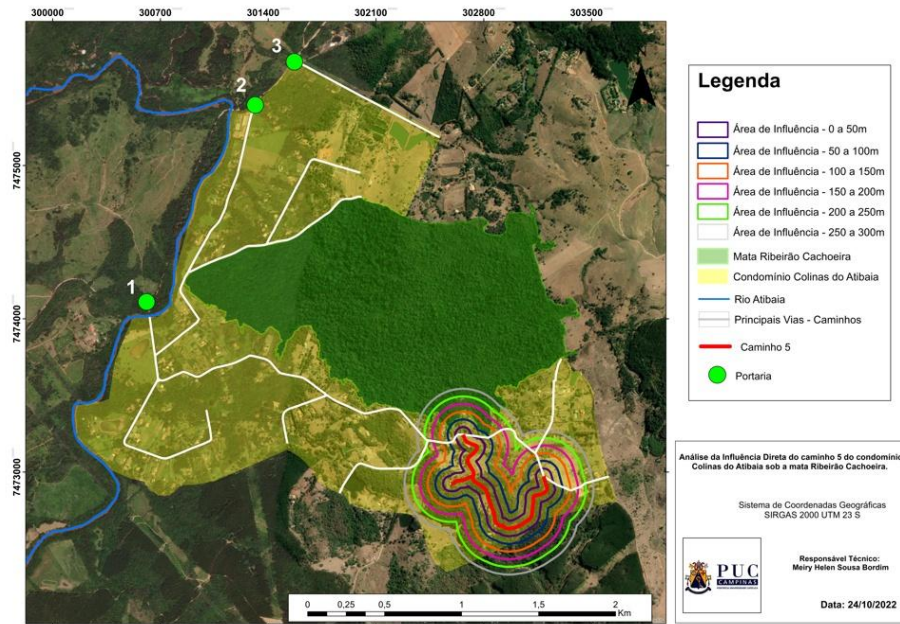 300000 300700 301400 302100 302800 303500
3
2
1
7475000
7474000
7473000
0 0,25 0,5 1 1,5 2
Km
Legenda
Área de Influência - 0 a 50m
Área de Influência - 50 a 100m
Área de Influência - 100 a 150m
Área de Influência - 150 a 200m
Área de Influência - 200 a 250m
Área de Influência - 250 a 300m
Mata Ribeirão Cachoeira
Condomínio Colinas do Atibaia
Rio Atibaia
Principais Vias - Caminhos
Caminho 5
Portaria
Análise da Influência Direta do caminho 5 do condomínio
Colinas do Atibaia sob a mata Ribeirão Cachoeira.
Sistema de Coordenadas Geográficas
SIRGAS 2000 UTM 23 S
PUC
CAMPINAS
Responsável Técnico:
Meiry Helen Sousa Bordim
Data: 24/10/2022